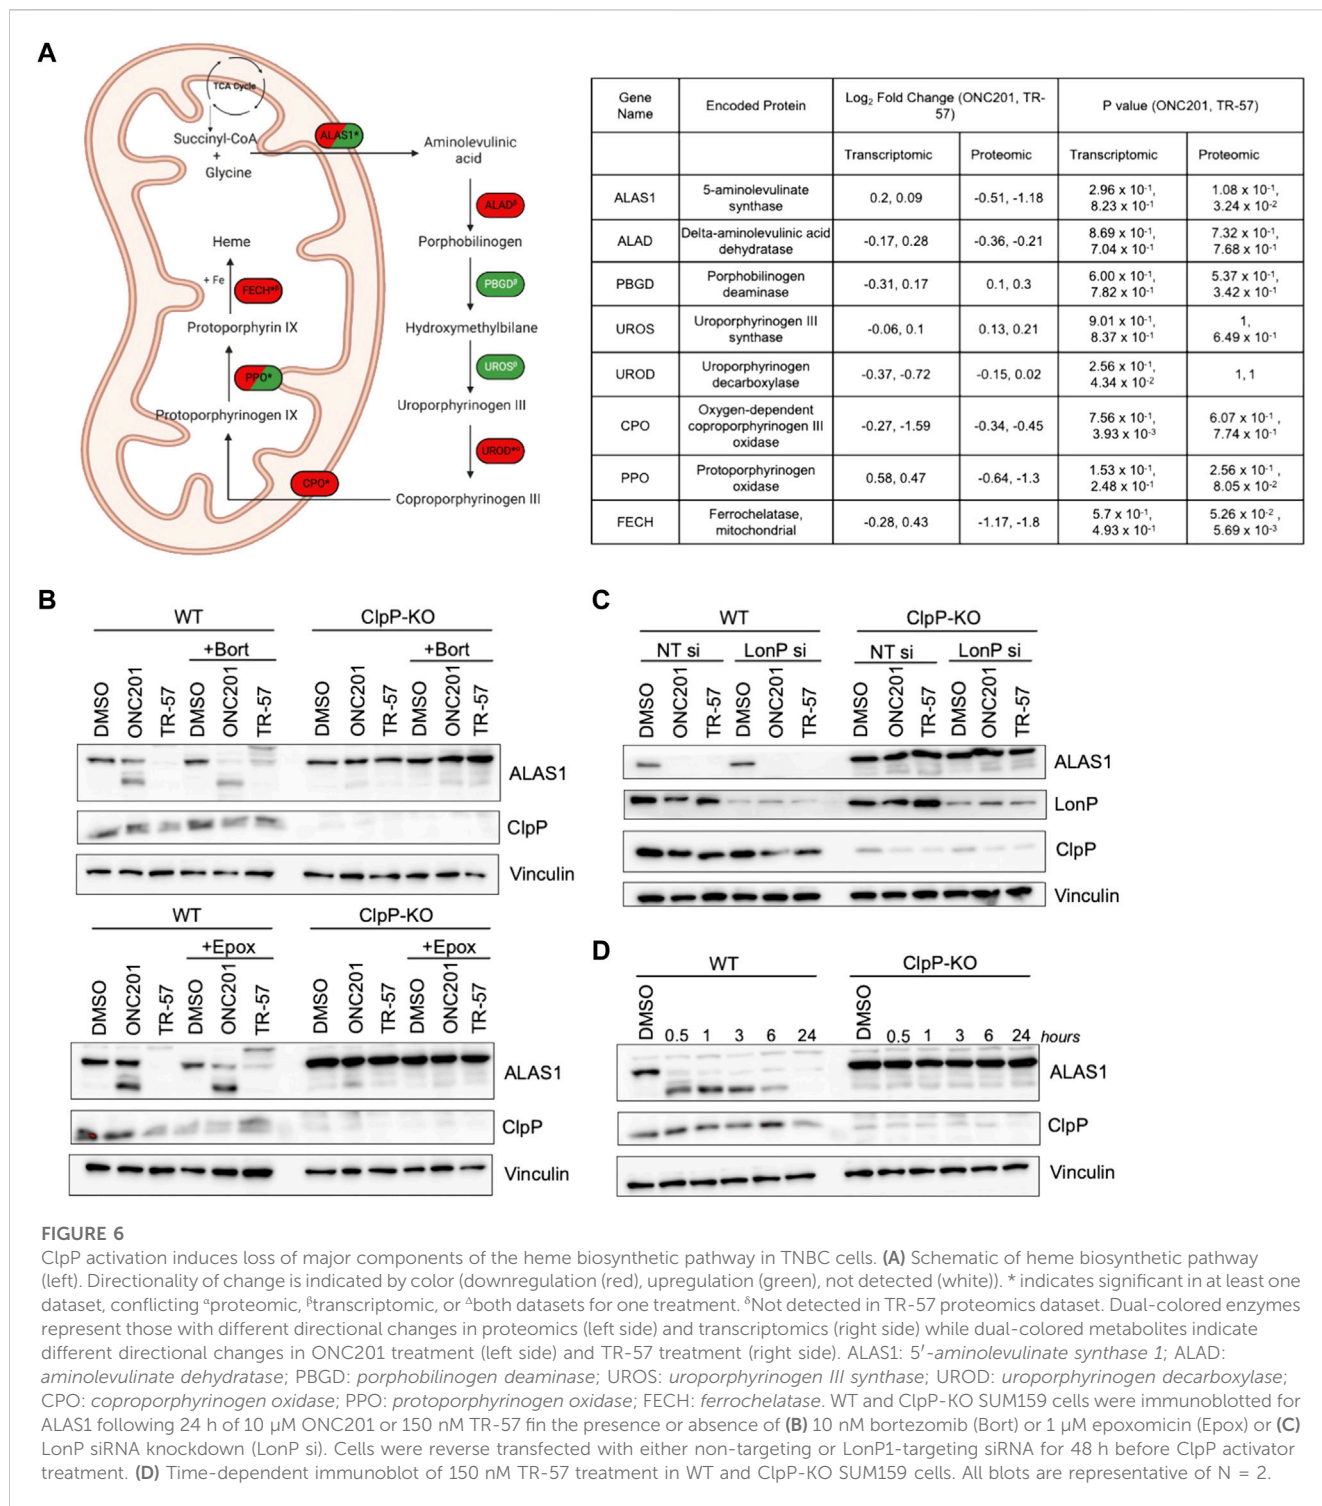 A
TCA Cycle
Succinyl-CoA
+
Glycine
ALAS1*
Aminolevulinic
acid
ALADᵝ
Porphobilinogen
PBGDᵝ
Hydroxymethylbilane
UROSᵝ
Uroporphyrinogen III
Coproporphyrinogen III
CPO*
Protoporphyrinogen IX
PPO*
Protoporphyrin IX
+ Fe
FECH*ᵝ
Heme
Gene Name | Encoded Protein | Log₂ Fold Change (ONC201, TR-57) | P value (ONC201, TR-57)
Transcriptomic | Proteomic | Transcriptomic | Proteomic
ALAS1 | 5-aminolevulinate synthase | 0.2, 0.09 | -0.51, -1.18 | 2.96 x 10⁻¹, 8.23 x 10⁻¹ | 1.08 x 10⁻¹, 3.24 x 10⁻²
ALAD | Delta-aminolevulinic acid dehydratase | -0.17, 0.28 | -0.36, -0.21 | 8.69 x 10⁻¹, 7.04 x 10⁻¹ | 7.32 x 10⁻¹, 7.68 x 10⁻¹
PBGD | Porphobilinogen deaminase | -0.31, 0.17 | 0.1, 0.3 | 6.00 x 10⁻¹, 7.82 x 10⁻¹ | 5.37 x 10⁻¹, 3.42 x 10⁻¹
UROS | Uroporphyrinogen III synthase | -0.06, 0.1 | 0.13, 0.21 | 9.01 x 10⁻¹, 8.37 x 10⁻¹ | 1, 6.49 x 10⁻¹
UROD | Uroporphyrinogen decarboxylase | -0.37, -0.72 | -0.15, 0.02 | 2.56 x 10⁻¹, 4.34 x 10⁻² | 1, 1
CPO | Oxygen-dependent coproporphyrinogen III oxidase | -0.27, -1.59 | -0.34, -0.45 | 7.56 x 10⁻¹, 3.93 x 10⁻³ | 6.07 x 10⁻¹, 7.74 x 10⁻¹
PPO | Protoporphyrinogen oxidase | 0.58, 0.47 | -0.64, -1.3 | 1.53 x 10⁻¹, 2.48 x 10⁻¹ | 2.56 x 10⁻¹, 8.05 x 10⁻²
FECH | Ferrochelatase, mitochondrial | -0.28, 0.43 | -1.17, -1.8 | 5.7 x 10⁻¹, 4.93 x 10⁻¹ | 5.26 x 10⁻², 5.69 x 10⁻³
B
WT ClpP-KO
+Bort +Bort
DMSO ONC201 TR-57 DMSO ONC201 TR-57 DMSO ONC201 TR-57 DMSO ONC201 TR-57
ALAS1
ClpP
Vinculin
WT ClpP-KO
+Epox +Epox
DMSO ONC201 TR-57 DMSO ONC201 TR-57 DMSO ONC201 TR-57 DMSO ONC201 TR-57
ALAS1
ClpP
Vinculin
C
WT ClpP-KO
NT si LonP si NT si LonP si
DMSO ONC201 TR-57 DMSO ONC201 TR-57 DMSO ONC201 TR-57 DMSO ONC201 TR-57
ALAS1
LonP
ClpP
Vinculin
D
WT ClpP-KO
DMSO 0.5 1 3 6 24 DMSO 0.5 1 3 6 24 hours
ALAS1
ClpP
Vinculin
FIGURE 6
ClpP activation induces loss of major components of the heme biosynthetic pathway in TNBC cells. (A) Schematic of heme biosynthetic pathway
(left). Directionality of change is indicated by color (downregulation (red), upregulation (green), not detected (white)). * indicates significant in at least one
dataset, conflicting ᵅproteomic, ᵝtranscriptomic, or ᐞboth datasets for one treatment. ᵟNot detected in TR-57 proteomics dataset. Dual-colored enzymes
represent those with different directional changes in proteomics (left side) and transcriptomics (right side) while dual-colored metabolites indicate
different directional changes in ONC201 treatment (left side) and TR-57 treatment (right side). ALAS1: 5′-aminolevulinate synthase 1; ALAD:
aminolevulinate dehydratase; PBGD: porphobilinogen deaminase; UROS: uroporphyrinogen III synthase; UROD: uroporphyrinogen decarboxylase;
CPO: coproporphyrinogen oxidase; PPO: protoporphyrinogen oxidase; FECH: ferrochelatase. WT and ClpP-KO SUM159 cells were immunoblotted for
ALAS1 following 24 h of 10 μM ONC201 or 150 nM TR-57 fin the presence or absence of (B) 10 nM bortezomib (Bort) or 1 μM epoxomicin (Epox) or (C)
LonP siRNA knockdown (LonP si). Cells were reverse transfected with either non-targeting or LonP1-targeting siRNA for 48 h before ClpP activator
treatment. (D) Time-dependent immunoblot of 150 nM TR-57 treatment in WT and ClpP-KO SUM159 cells. All blots are representative of N = 2.